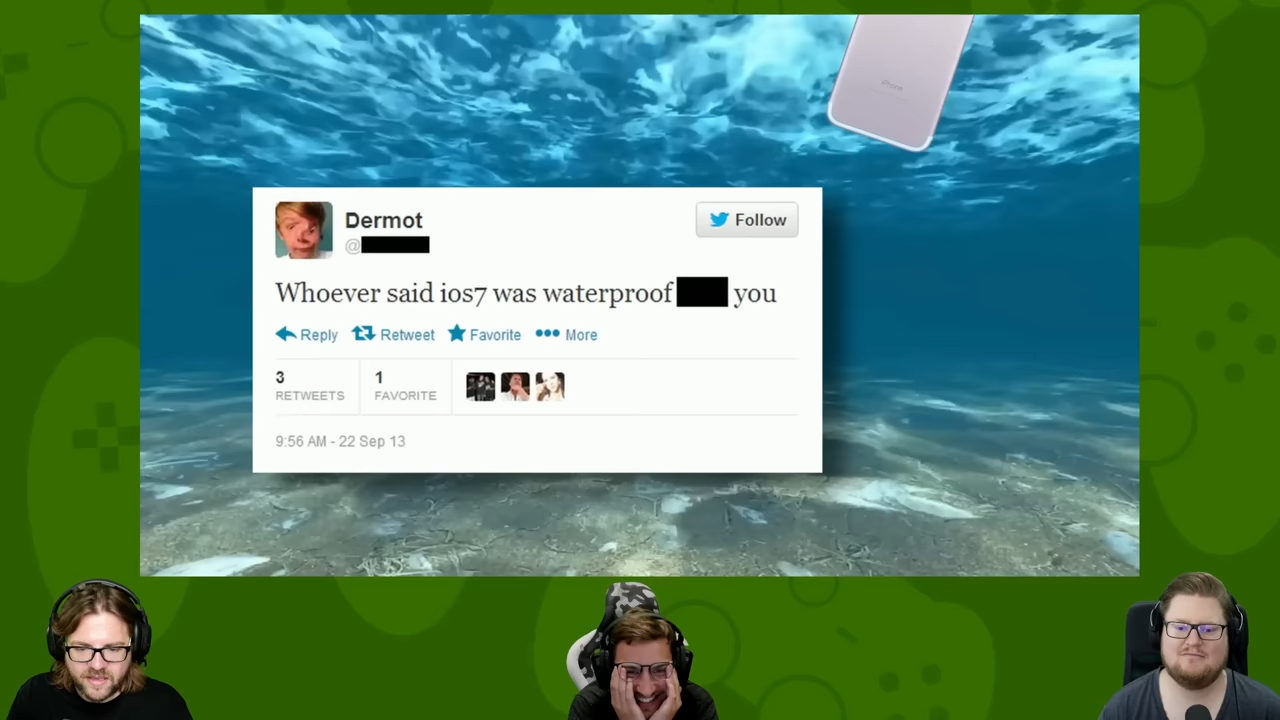 iPhone
Dermot
@
Follow
Whoever said ios7 was waterproof you
Reply Retweet Favorite More
3
RETWEETS
1
FAVORITE
9:56 AM - 22 Sep 13